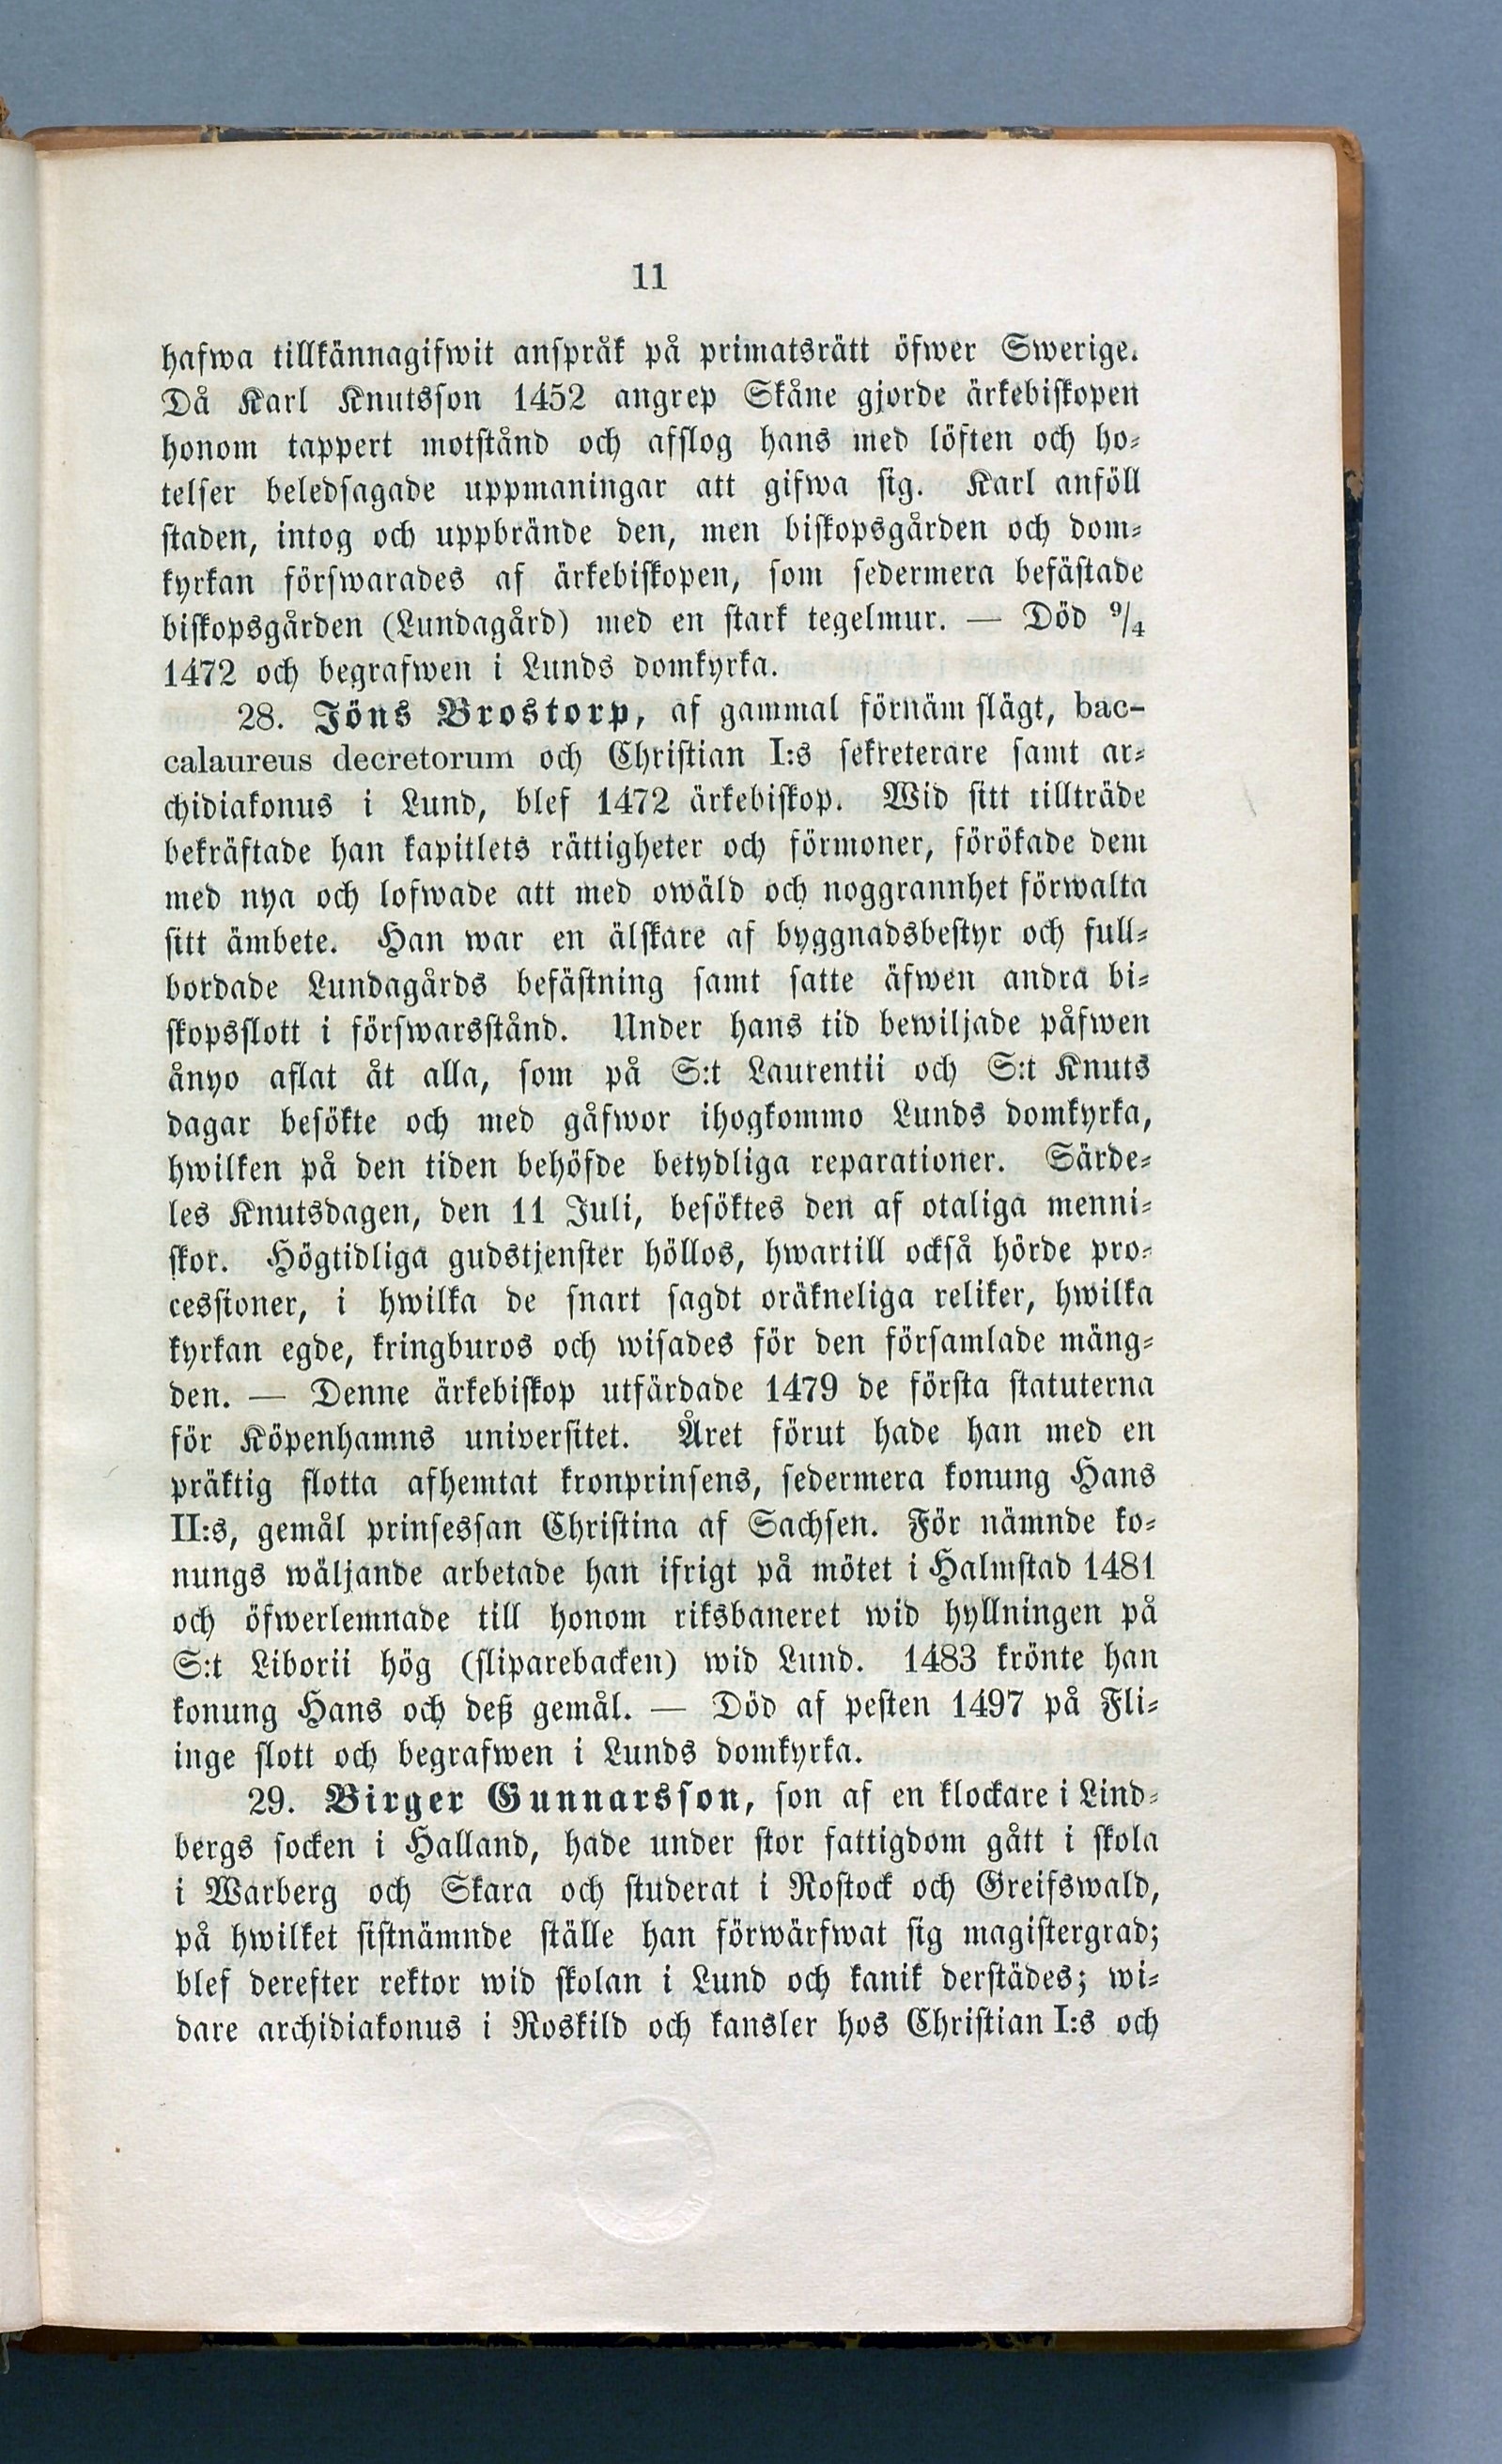 11
hafwa tillkännagifwit anspråk på primatsrätt öfwer Swerige.
Då Karl Knutsson 1452 angrep Skåne gjorde ärkebiskopen
honom tappert motstånd och afslog hans med löften och ho-
telser beledsagade uppmaningar att gifwa sig. Karl anföll
staden, intog och uppbrände den, men biskopsgården och dom-
kyrkan förswarades af ärkebiskopen, som sedermera befästade
biskopsgården (Lundagård) med en stark tegelmur. — Död 9/4
1472 och begrafwen i Lunds domkyrka.
28. Jöns Brostorp, af gammal förnäm slägt, bac-
calaureus decretorum och Christian I:s sekreterare samt ar-
chidiakonus i Lund, blef 1472 ärkebiskop. Wid sitt tillträde
bekräftade han kapitlets rättigheter och förmoner, förökade dem
med nya och lofwade att med owäld och noggrannhet förwalta
sitt ämbete. Han war en älskare af byggnadsbestyr och full-
bordade Lundagårds befästning samt satte äfwen andra bi-
skopsslott i förswarsstånd. Under hans tid bewiljade påfwen
ånyo aflat åt alla, som på S:t Laurentii och S:t Knuts
dagar besökte och med gåfwor ihogkommo Lunds domkyrka,
hwilken på den tiden behöfde betydliga reparationer. Särde-
les Knutsdagen, den 11 Juli, besöktes den af otaliga menni-
skor. Högtidliga gudstjenster höllos, hwartill också hörde pro-
cessioner, i hwilka de snart sagdt oräkneliga reliker, hwilka
kyrkan egde, kringburos och wisades för den församlade mäng-
den. — Denne ärkebiskop utfärdade 1479 de första statuterna
för Köpenhamns universitet. Året förut hade han med en
präktig flotta afhemtat kronprinsens, sedermera konung Hans
II:s, gemål prinsessan Christina af Sachsen. För nämnde ko-
nungs wäljande arbetade han ifrigt på mötet i Halmstad 1481
och öfwerlemnade till honom riksbaneret wid hyllningen på
S:t Liborii hög (sliparebacken) wid Lund. 1483 krönte han
konung Hans och deß gemål. — Död af pesten 1497 på Fli-
inge slott och begrafwen i Lunds domkyrka.
29. Birger Gunnarsson, son af en klockare i Lind-
bergs socken i Halland, hade under stor fattigdom gått i skola
i Warberg och Skara och studerat i Rostock och Greifswald,
på hwilket sistnämnde ställe han förwärfwat sig magistergrad;
blef derefter rektor wid skolan i Lund och kanik derstädes; wi-
dare archidiakonus i Roskild och kansler hos Christian I:s och